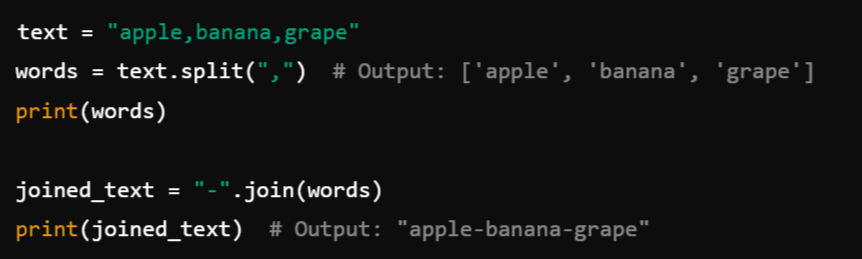 text = "apple,banana,grape"
words = text.split(",")  # Output: ['apple', 'banana', 'grape']
print(words)

joined_text = "-".join(words)
print(joined_text)  # Output: "apple-banana-grape"